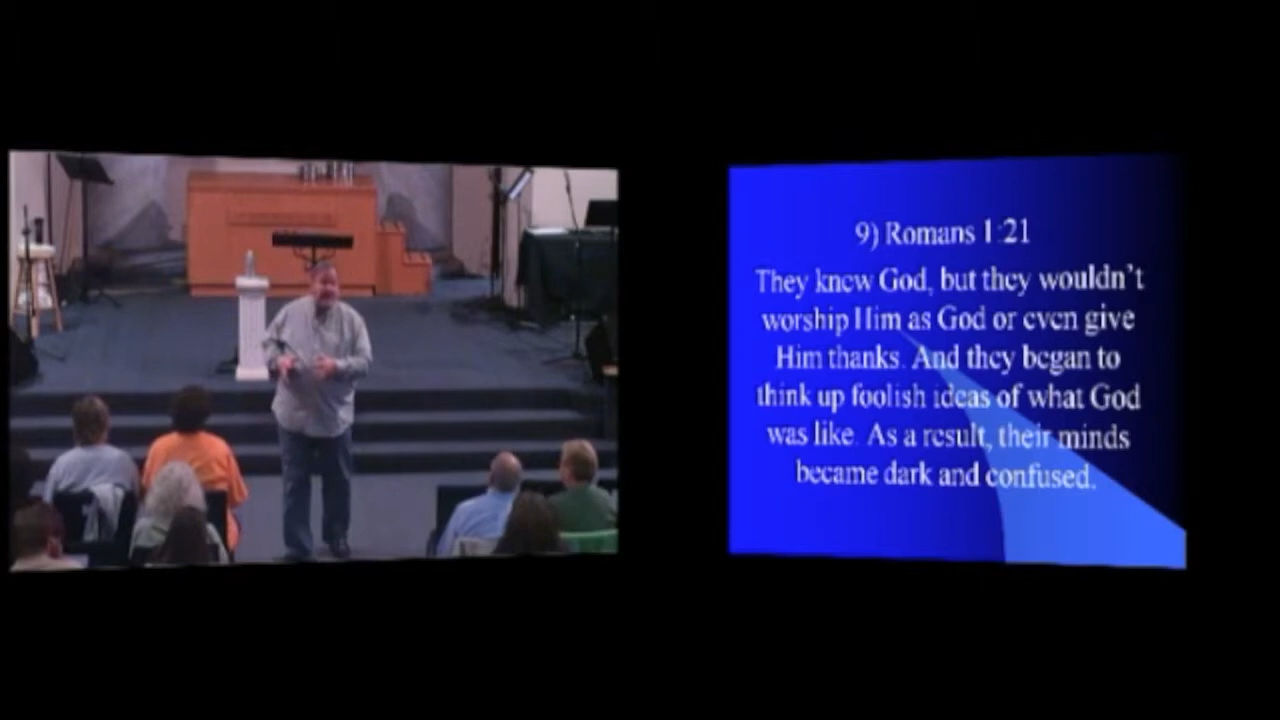 9) Romans 1:21
They knew God, but they wouldn't
worship Him as God or even give
Him thanks. And they began to
think up foolish ideas of what God
was like. As a result, their minds
became dark and confused.